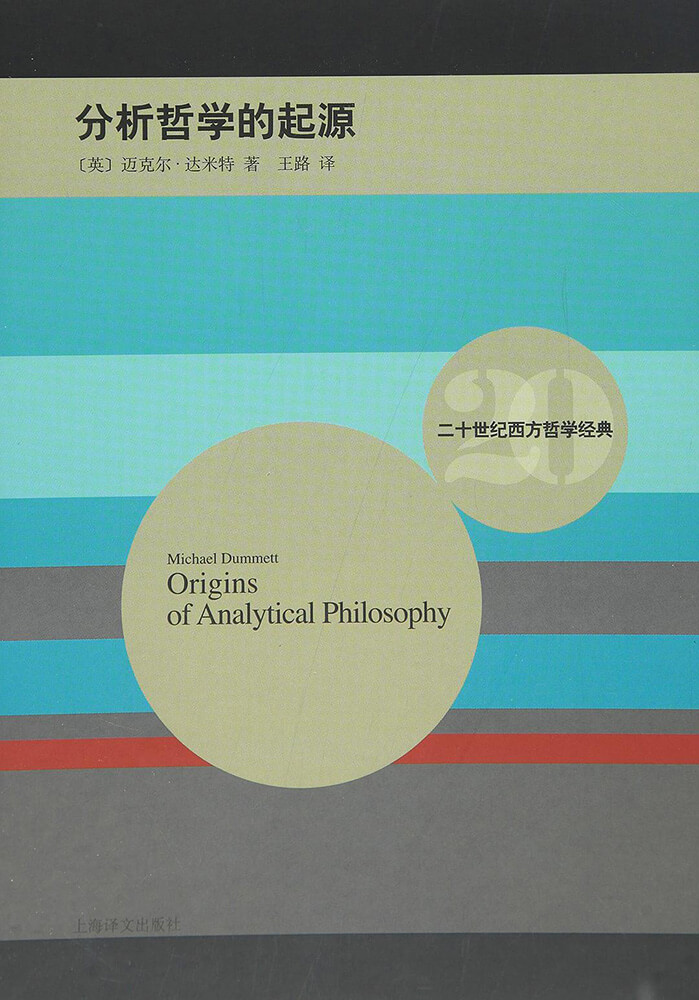 分析哲学的起源
〔英〕迈克尔·达米特 著 王路 译
20
二十世纪西方哲学经典
Michael Dummett
Origins
of Analytical Philosophy
上海译文出版社